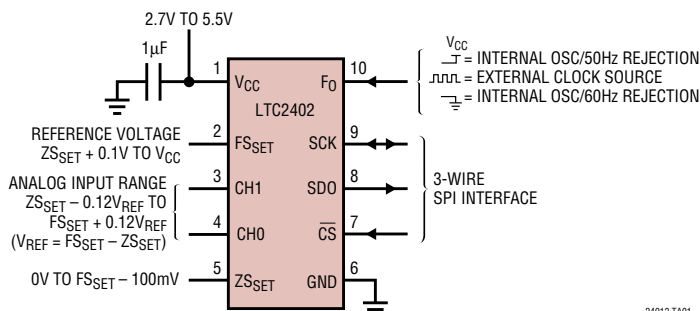 2.7V TO 5.5V
1µF
1
VCC
LTC2402
FO
10
VCC
= INTERNAL OSC/50Hz REJECTION
= EXTERNAL CLOCK SOURCE
= INTERNAL OSC/60Hz REJECTION
REFERENCE VOLTAGE
ZSSET + 0.1V TO VCC
2
FSSET
SCK
9
ANALOG INPUT RANGE
ZSSET – 0.12VREF TO
FSSET + 0.12VREF
(VREF = FSSET – ZSSET)
3
CH1
SDO
8
3-WIRE
SPI INTERFACE
4
CH0
CS
7
0V TO FSSET – 100mV
5
ZSSET
GND
6
24012 TA01